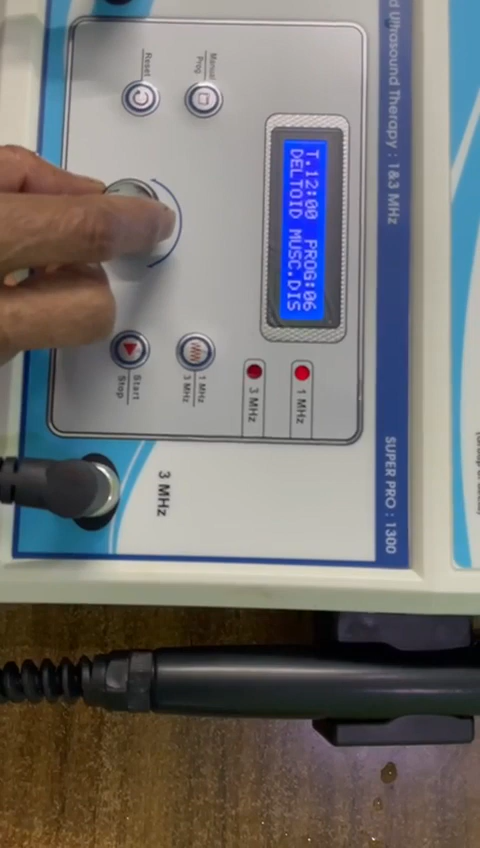 d Ultrasound Therapy : 1&3 MHz
SUPER PRO : 1300
T.12:00 PROG:06
DELTOID MUSC.DIS
1 MHz
3 MHz
Manual
Prog
Reset
1 MHz
3 MHz
Start
Stop
3 MHz